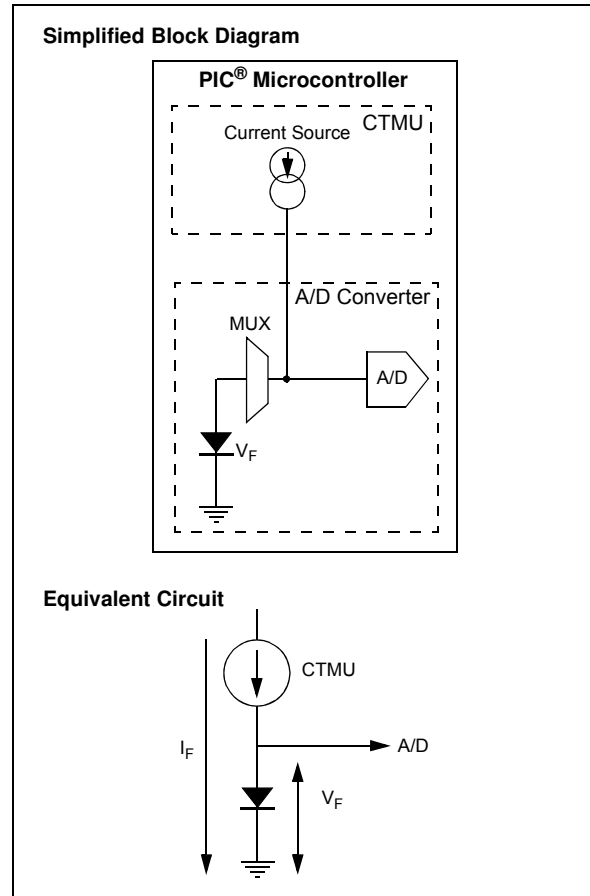 Simplified Block Diagram
PIC® Microcontroller
CTMU
Current Source
A/D Converter
MUX
A/D
VF
Equivalent Circuit
CTMU
A/D
IF
VF